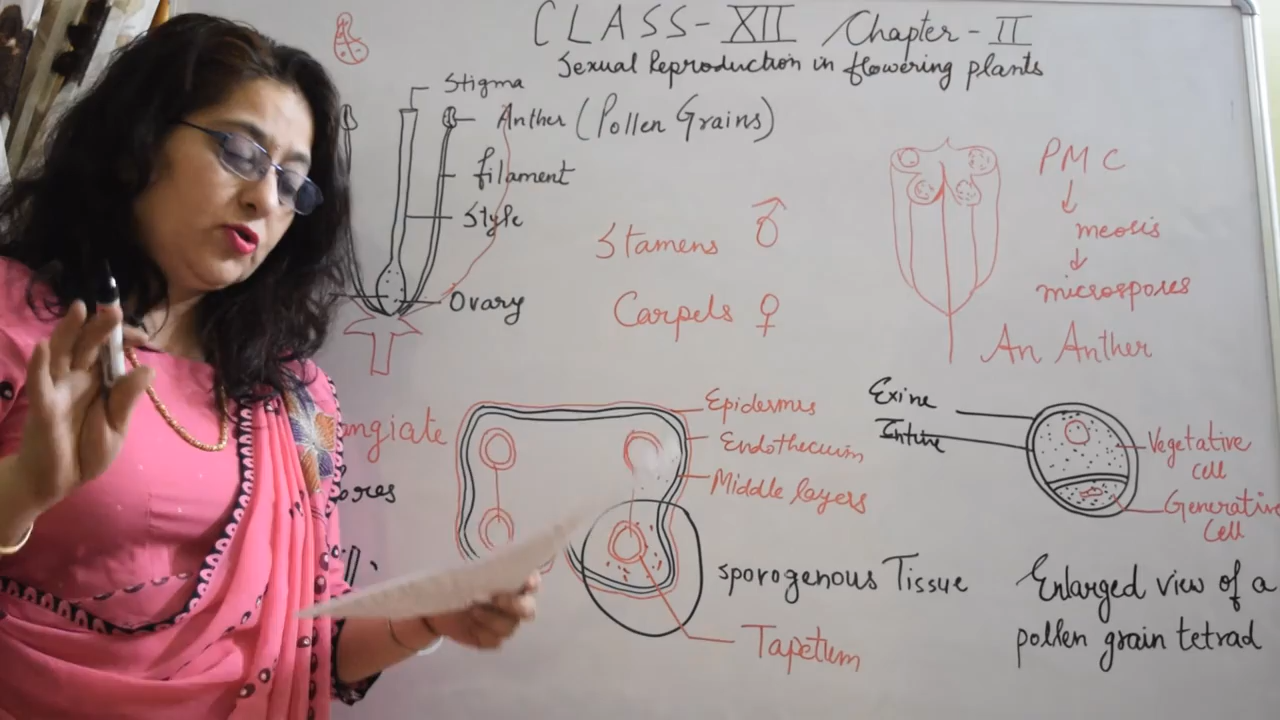 CLASS-XII Chapter-II
Sexual Reproduction in flowering plants
Stigma
Anther (Pollen Grains)
filament
Style
Ovary
Stamens ♂
Carpels ♀
PMC
↓
meosis
↓
microspores
An Anther
angiate
ores
Epidermis
Endothecium
Middle layers
sporogenous Tissue
Tapetum
Exine
Intine
Vegetative
cell
Generative
Cell
Enlarged view of a
pollen grain tetrad